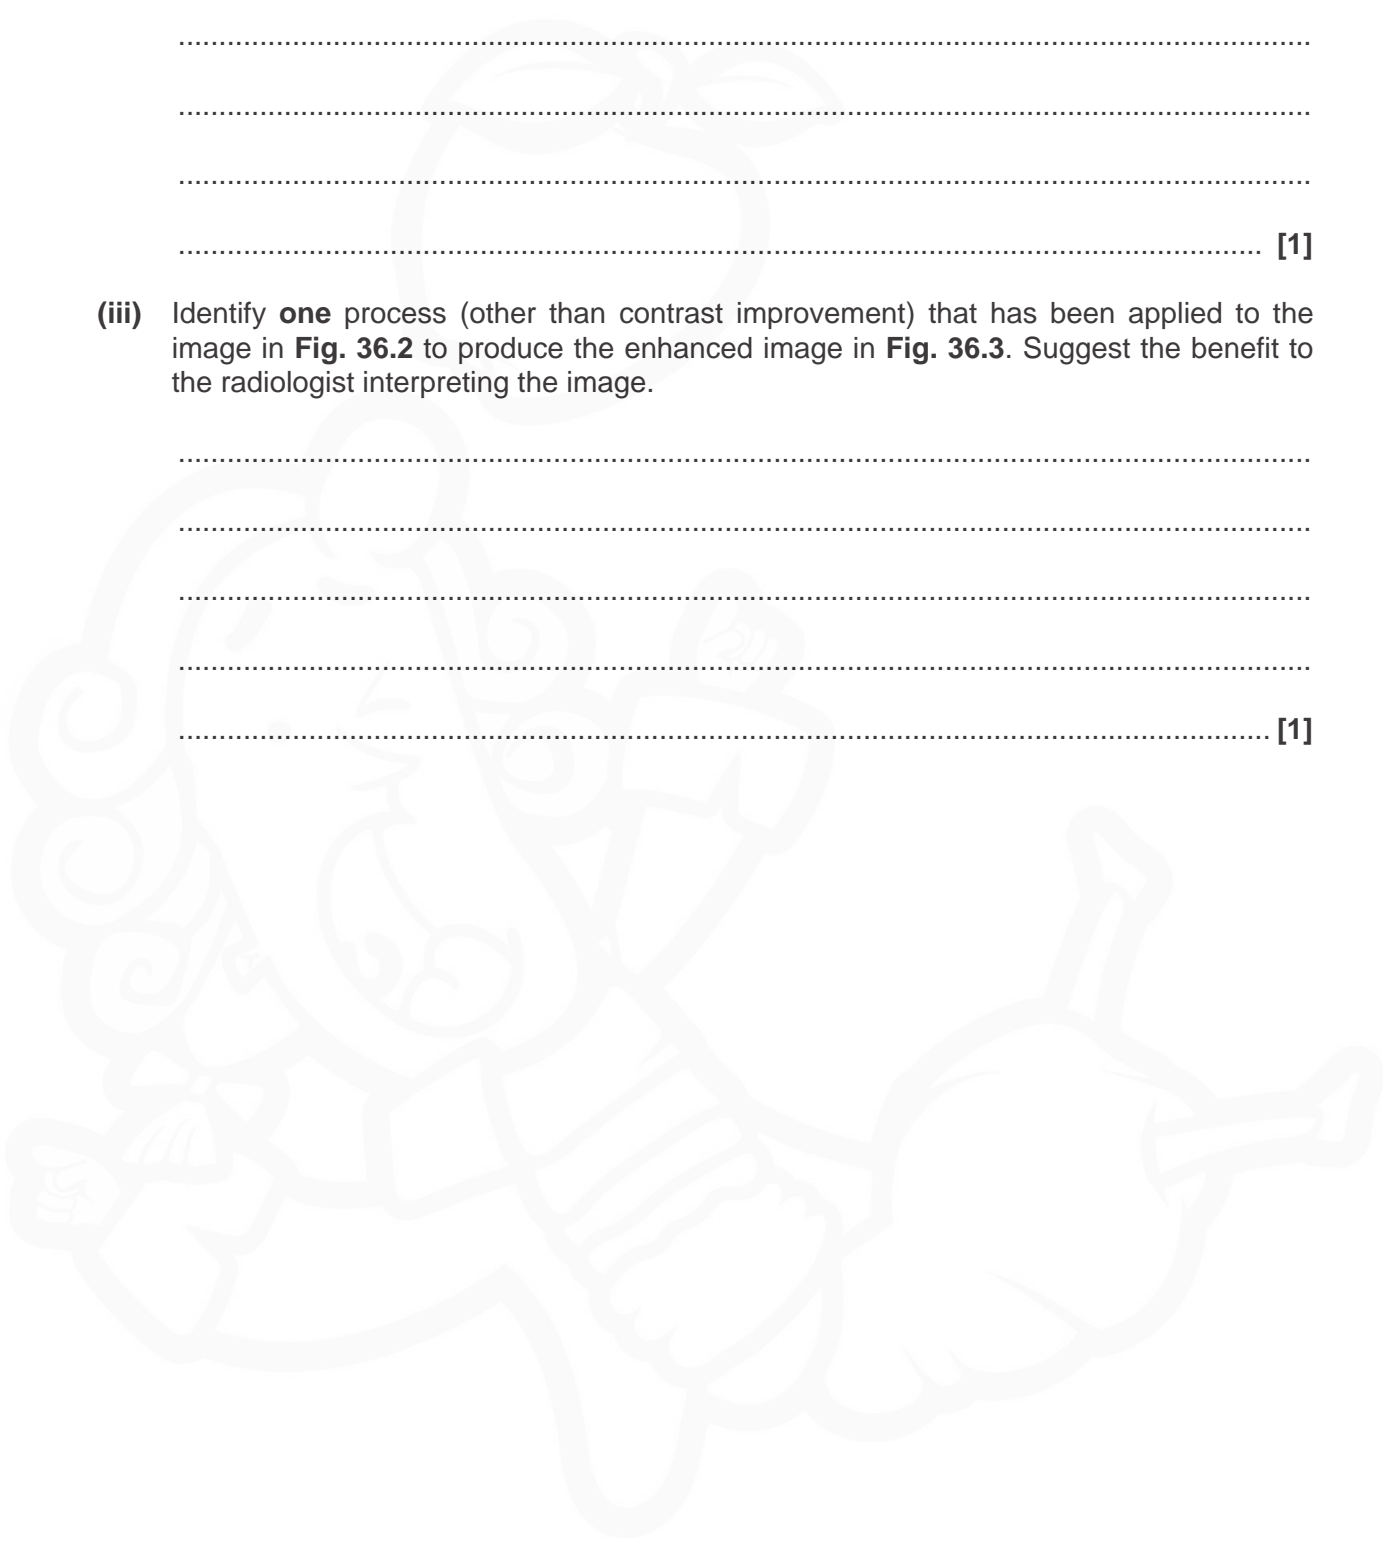 [1]
(iii) Identify one process (other than contrast improvement) that has been applied to the
image in Fig. 36.2 to produce the enhanced image in Fig. 36.3. Suggest the benefit to
the radiologist interpreting the image.
[1]